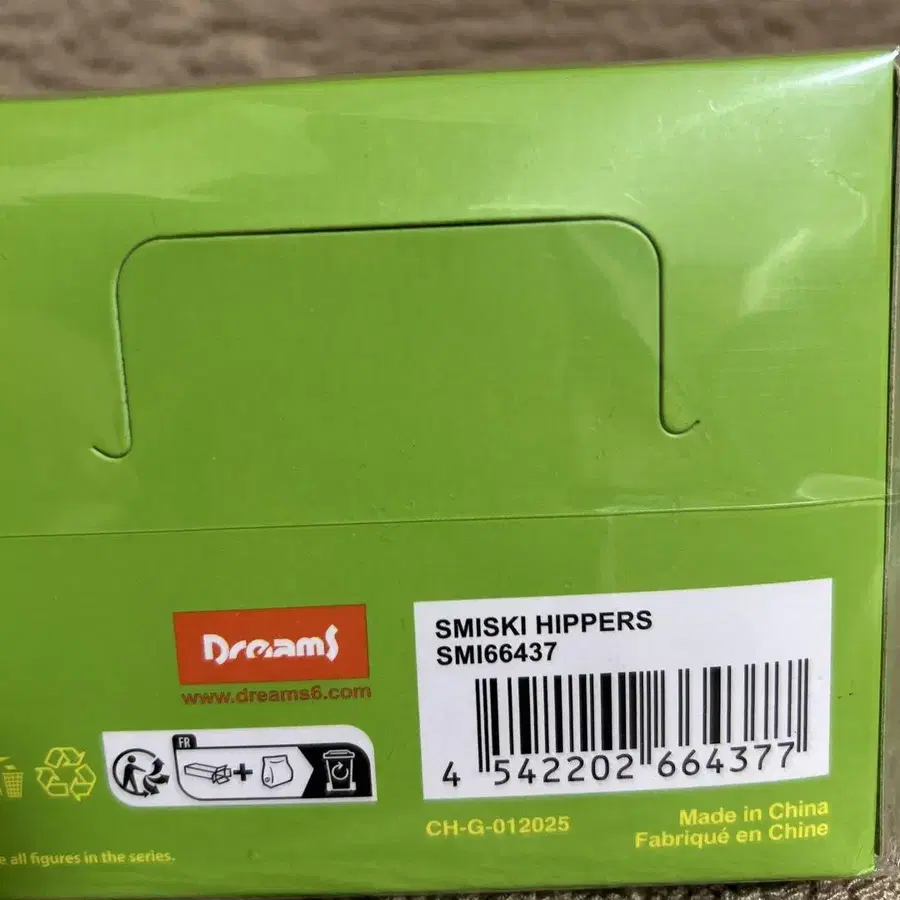 DreamS
www.dreams6.com
FR
SMISKI HIPPERS
SMI66437
4 542202 664377
CH-G-012025
Made in China
Fabriqué en Chine
all figures in the series.